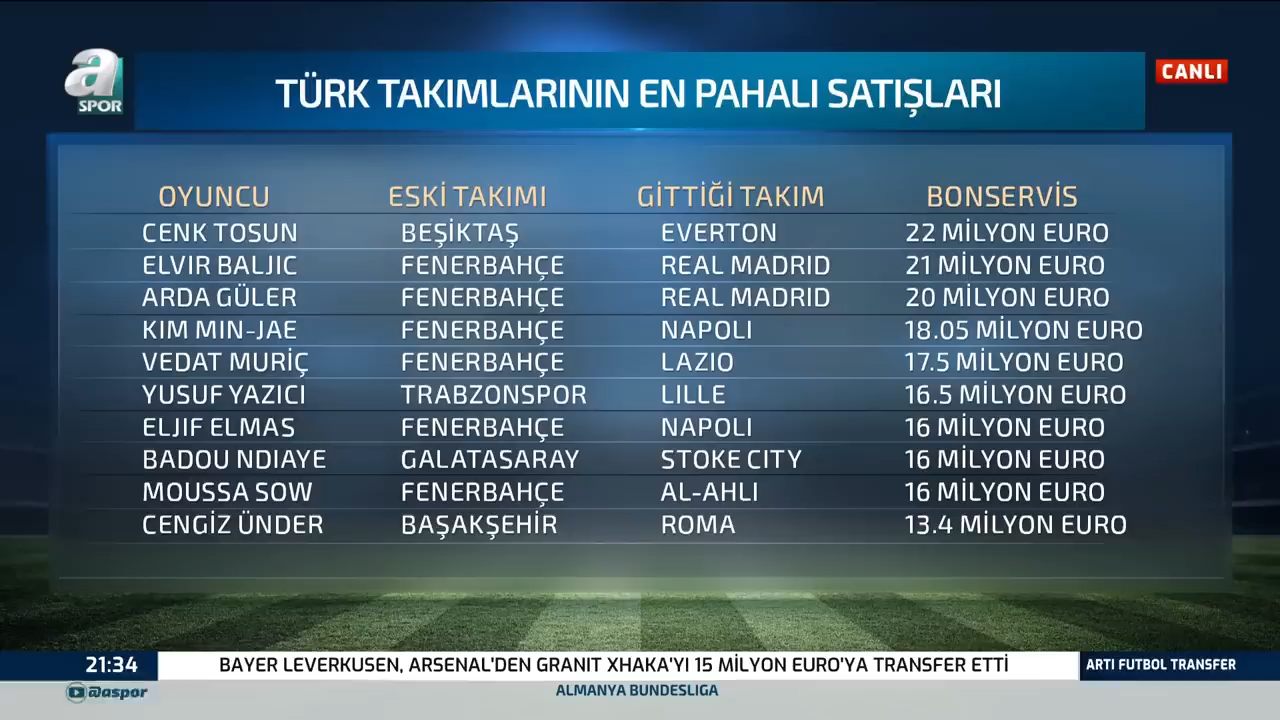 a SPOR
TÜRK TAKIMLARININ EN PAHALI SATIŞLARI
CANLI
OYUNCU ESKİ TAKIMI GİTTİĞİ TAKIM BONSERVİS
CENK TOSUN BEŞİKTAŞ EVERTON 22 MİLYON EURO
ELVIR BALJIC FENERBAHÇE REAL MADRID 21 MİLYON EURO
ARDA GÜLER FENERBAHÇE REAL MADRID 20 MİLYON EURO
KIM MIN-JAE FENERBAHÇE NAPOLI 18.05 MİLYON EURO
VEDAT MURİÇ FENERBAHÇE LAZIO 17.5 MİLYON EURO
YUSUF YAZICI TRABZONSPOR LILLE 16.5 MİLYON EURO
ELJIF ELMAS FENERBAHÇE NAPOLI 16 MİLYON EURO
BADOU NDIAYE GALATASARAY STOKE CITY 16 MİLYON EURO
MOUSSA SOW FENERBAHÇE AL-AHLI 16 MİLYON EURO
CENGİZ ÜNDER BAŞAKŞEHİR ROMA 13.4 MİLYON EURO
21:34 BAYER LEVERKUSEN, ARSENAL'DEN GRANIT XHAKA'YI 15 MİLYON EURO'YA TRANSFER ETTİ ARTI FUTBOL TRANSFER
@aspor ALMANYA BUNDESLIGA